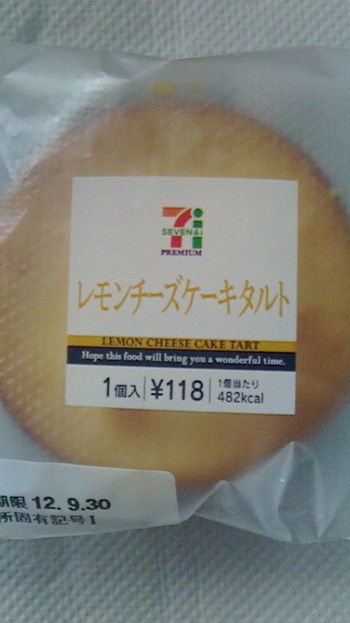 7i
SEVEN & i
PREMIUM
レモンチーズケーキタルト
LEMON CHEESE CAKE TART
Hope this food will bring you a wonderful time.
1個入 ¥118 1個当たり
482kcal
期限 12. 9.30
所固有記号 I